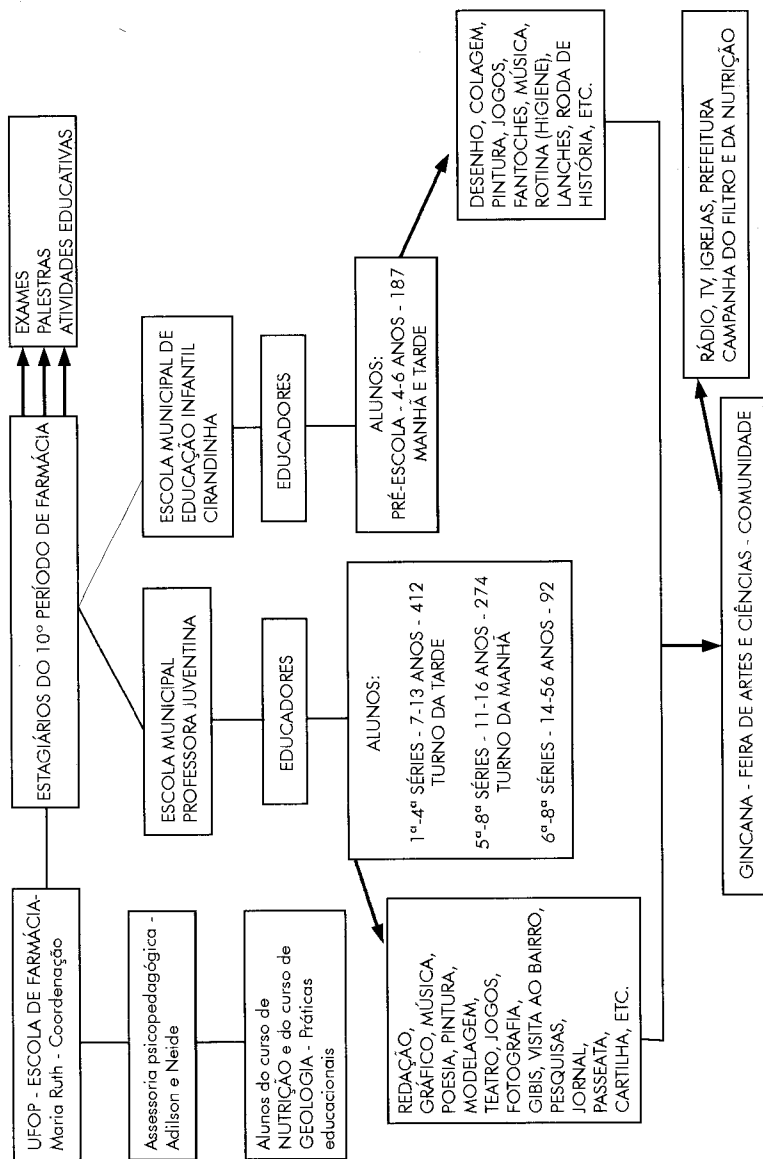 UFOP - ESCOLA DE FARMÁCIA-
Maria Ruth - Coordenação
Assessoria psicopedagógica -
Adilson e Neide
Alunos do curso de
NUTRIÇÃO e do curso de
GEOLOGIA - Práticas
educacionais
ESTAGIÁRIOS DO 10º PERÍODO DE FARMÁCIA
EXAMES
PALESTRAS
ATIVIDADES EDUCATIVAS
ESCOLA MUNICIPAL
PROFESSORA JUVENTINA
EDUCADORES
ALUNOS:
1ª-4ª SÉRIES - 7-13 ANOS - 412
TURNO DA TARDE
5ª-8ª SÉRIES - 11-16 ANOS - 274
TURNO DA MANHÃ
6ª-8ª SÉRIES - 14-56 ANOS - 92
ESCOLA MUNICIPAL DE
EDUCAÇÃO INFANTIL
CIRANDINHA
EDUCADORES
ALUNOS:
PRÉ-ESCOLA - 4-6 ANOS - 187
MANHÃ E TARDE
REDAÇÃO,
GRÁFICO, MÚSICA,
POESIA, PINTURA,
MODELAGEM,
TEATRO, JOGOS,
FOTOGRAFIA,
GIBIS, VISITA AO BAIRRO,
PESQUISAS,
JORNAL,
PASSEATA,
CARTILHA, ETC.
DESENHO, COLAGEM,
PINTURA, JOGOS,
FANTOCHES, MÚSICA,
ROTINA (HIGIENE),
LANCHES, RODA DE
HISTÓRIA, ETC.
GINCANA - FEIRA DE ARTES E CIÊNCIAS - COMUNIDADE
RÁDIO, TV, IGREJAS, PREFEITURA
CAMPANHA DO FILTRO E DA NUTRIÇÃO